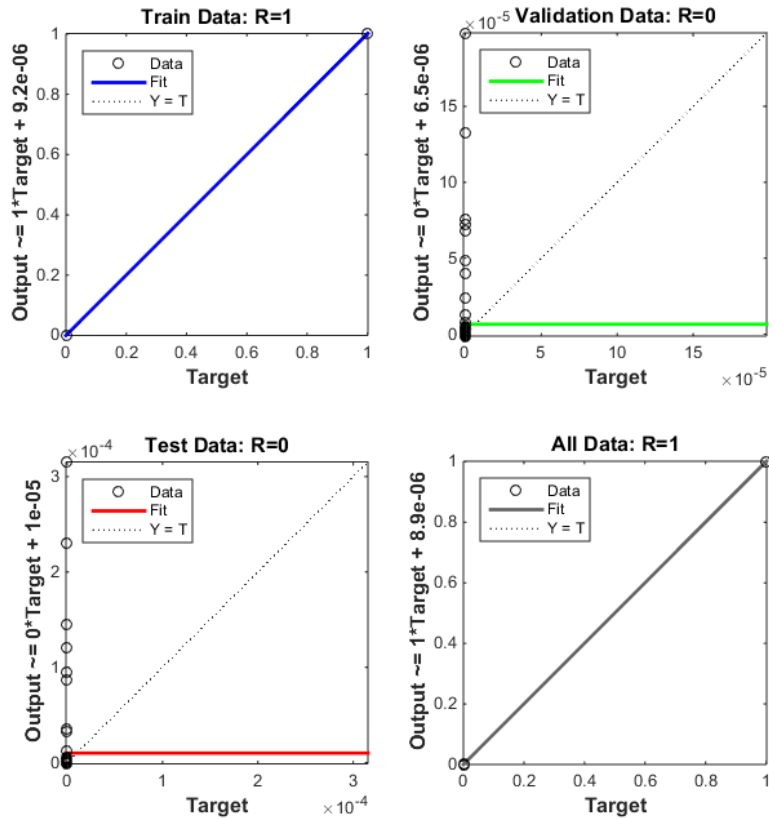 Train Data: R=1
Output ~= 1*Target + 9.2e-06
Data
Fit
Y = T
1
0.8
0.6
0.4
0.2
0
0 0.2 0.4 0.6 0.8 1
Target
×10^-5 Validation Data: R=0
Output ~= 0*Target + 6.5e-06
Data
Fit
Y = T
15
10
5
0
5 10 15
Target ×10^-5
Test Data: R=0
×10^-4
Output ~= 0*Target + 1e-05
Data
Fit
Y = T
3
2
1
0
0 2 3
Target
×10^-4
All Data: R=1
Output ~= 1*Target + 8.9e-06
Data
Fit
Y = T
1
0.8
0.6
0.4
0.2
0
0 0.2 0.4 0.6 0.8 1
Target